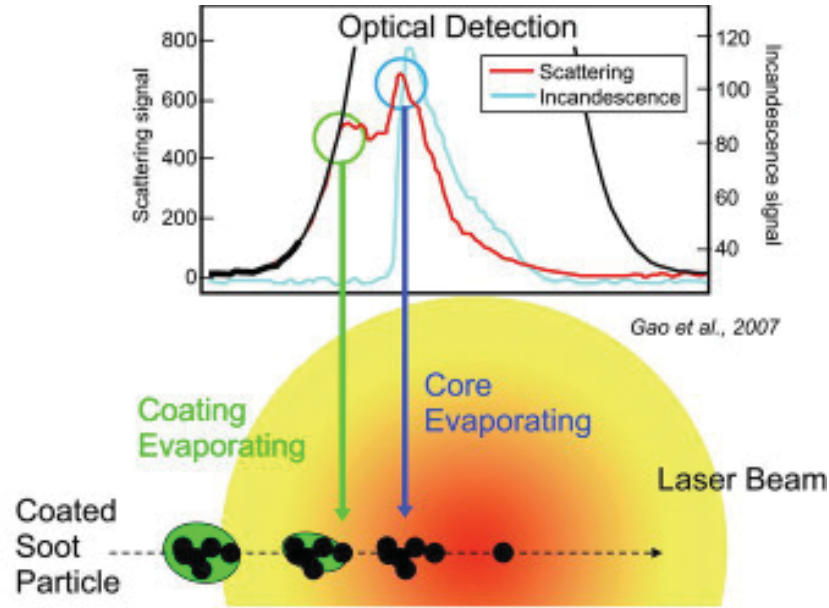 Optical Detection
800
600
400
200
0
Scattering signal
120
100
80
60
40
Incandescence signal
Scattering
Incandescence
Gao et al., 2007
Coating
Evaporating
Core
Evaporating
Laser Beam
Coated
Soot
Particle